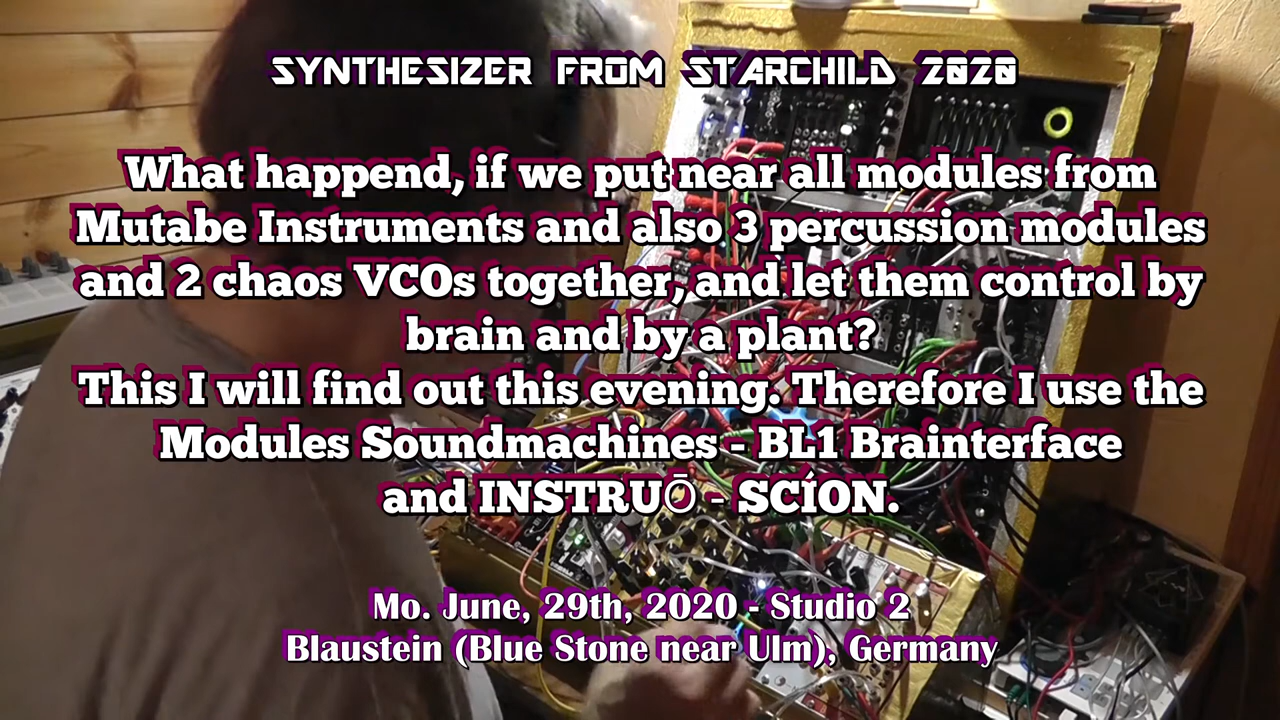 SYNTHESIZER FROM STARCHILD 2020
What happend, if we put near all modules from
Mutabe Instruments and also 3 percussion modules
and 2 chaos VCOs together, and let them control by
brain and by a plant?
This I will find out this evening. Therefore I use the
Modules Soundmachines - BL1 Brainterface
and INSTRUŌ - SCÍON.
Mo. June, 29th, 2020 - Studio 2
Blaustein (Blue Stone near Ulm), Germany